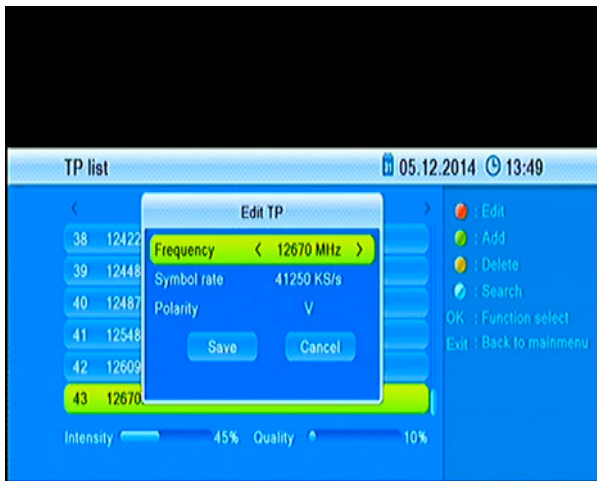 TP list 05.12.2014 13:49
< >
Edit TP
Frequency < 12670 MHz >
Symbol rate 41250 KS/s
Polarity V
Save Cancel
38 12422
39 12448
40 12487
41 12548
42 12609
43 12670
Intensity 45% Quality 10%
: Edit
: Add
: Delete
: Search
OK : Function select
Exit : Back to mainmenu